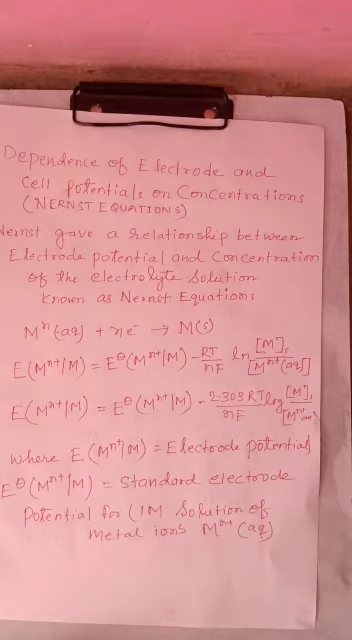 Dependence of Electrode and
Cell Potentials on Concentrations
(NERNST EQUATIONS)
Nernst gave a relationship between
Electrode potential and Concentration
of the electrolyte Solution
known as Nernst Equations
Mⁿ(aq) + ne⁻ → M(s)
E(Mⁿ⁺/M) = E⊖(Mⁿ⁺/M) - RT/nF ln [M]s/[Mⁿ⁺(aq)]
E(Mⁿ⁺/M) = E⊖(Mⁿ⁺/M) - 2.303 RT/nF log [M]s/[Mⁿ⁺aq)
where E(Mⁿ⁺/M) = Electrode potential
E⊖(Mⁿ⁺/M) = Standard electrode
Potential for (1M Solution of
metal ions Mⁿ⁺(aq)